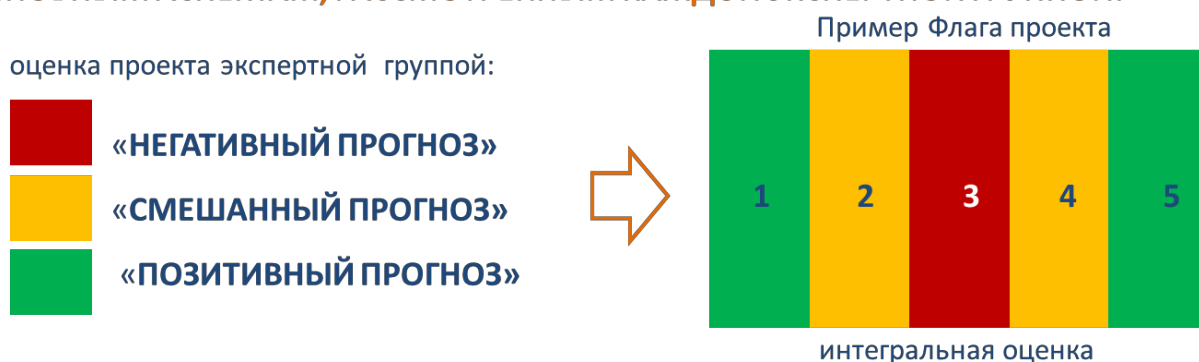 Пример Флага проекта
оценка проекта экспертной группой:
«НЕГАТИВНЫЙ ПРОГНОЗ»
«СМЕШАННЫЙ ПРОГНОЗ»
«ПОЗИТИВНЫЙ ПРОГНОЗ»
1 2 3 4 5
интегральная оценка